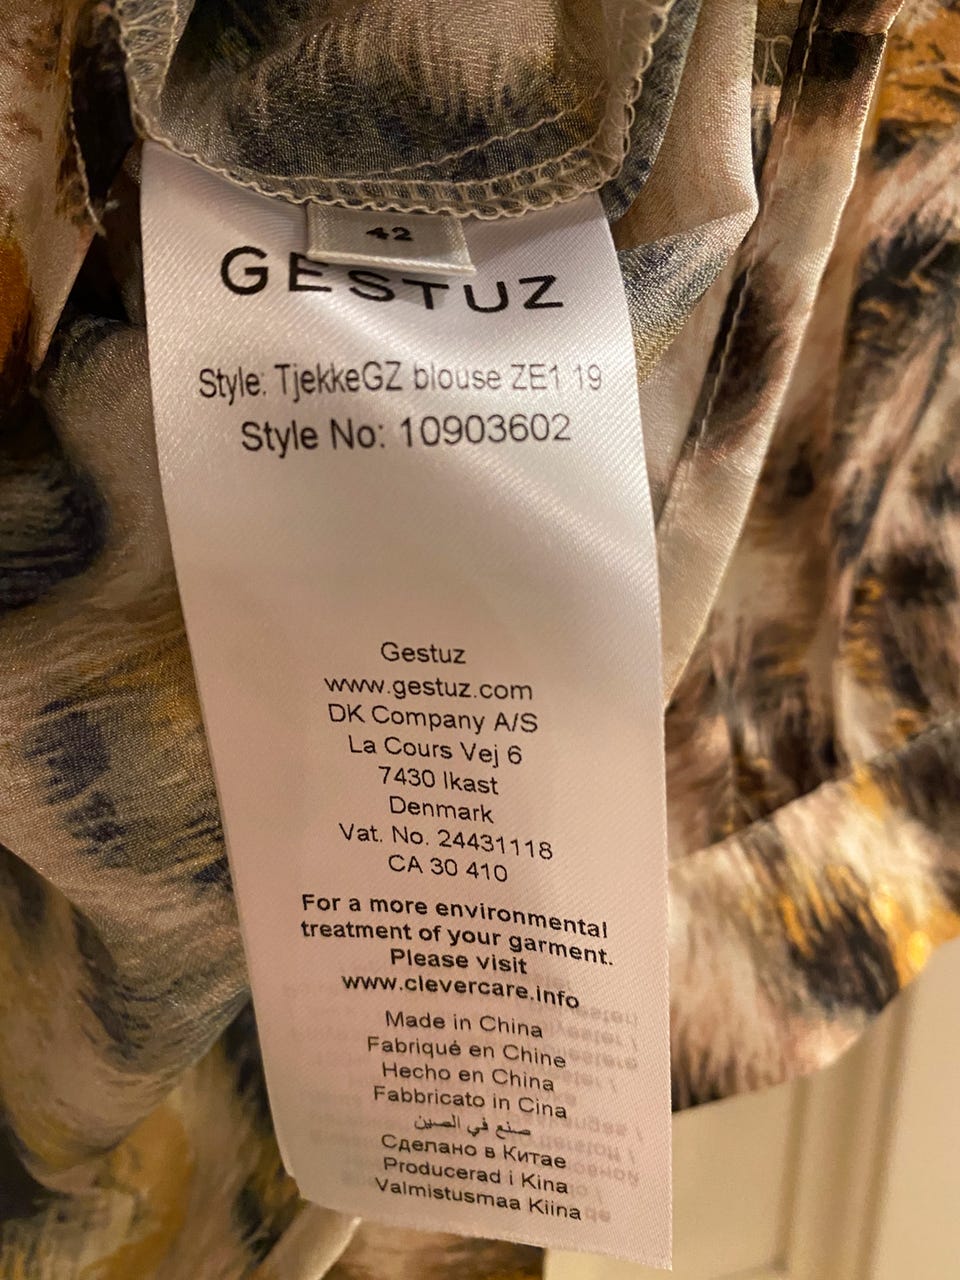 42
GESTUZ
Style: TjekkeGZ blouse ZE1 19
Style No: 10903602
Gestuz
www.gestuz.com
DK Company A/S
La Cours Vej 6
7430 Ikast
Denmark
Vat. No. 24431118
CA 30 410
For a more environmental
treatment of your garment.
Please visit
www.clevercare.info
Made in China
Fabriqué en Chine
Hecho en China
Fabbricato in Cina
صنع في الصين
Сделано в Китае
Producerad i Kina
Valmistusmaa Kiina